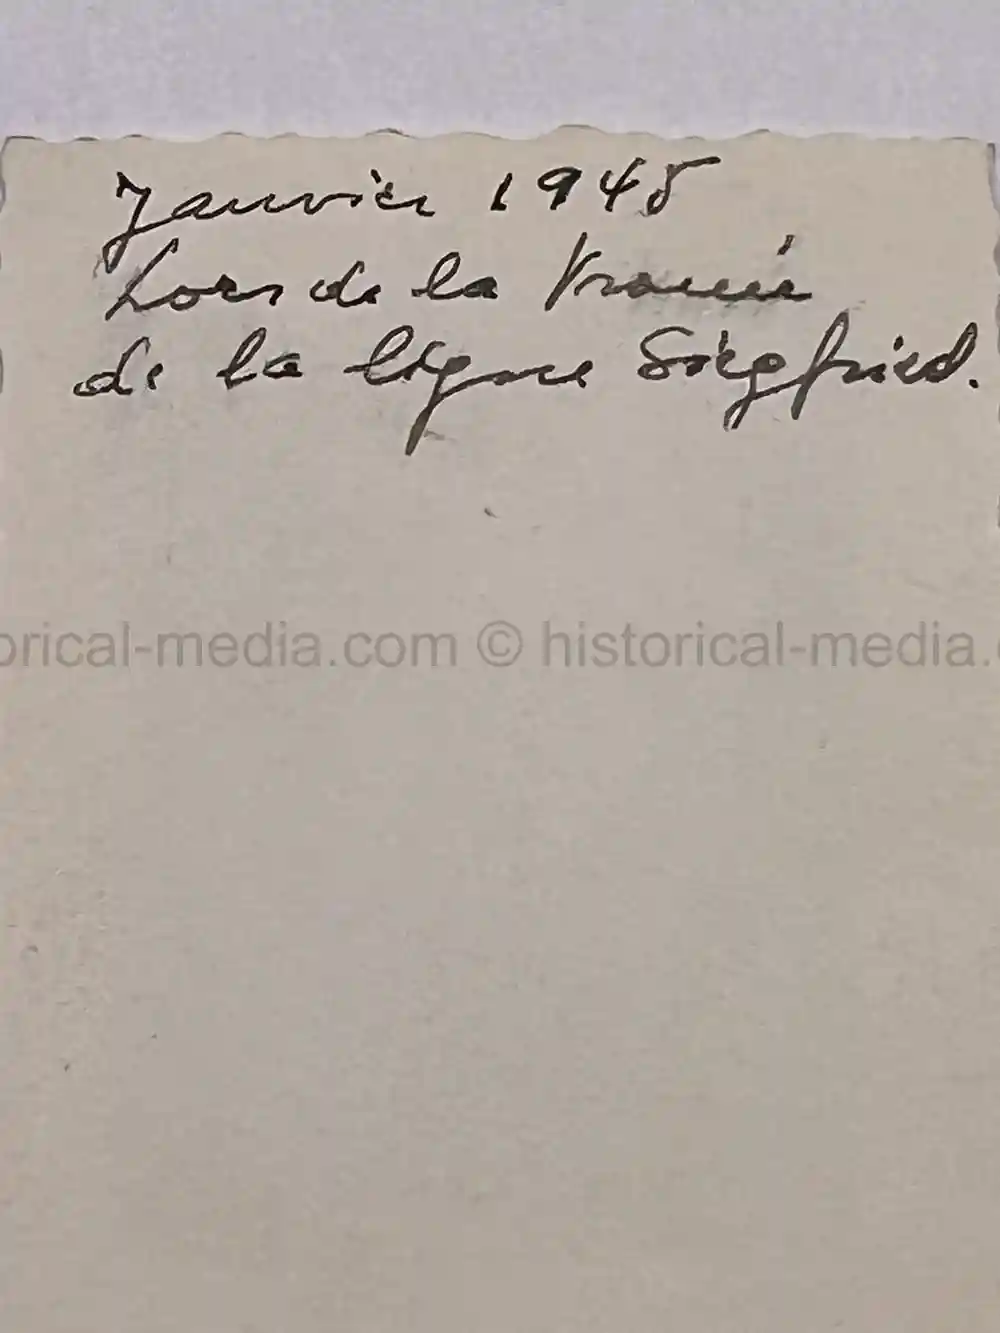 Janvier 1945
Lors de la
de la ligne Siegfried.
orical-media.com © historical-media.